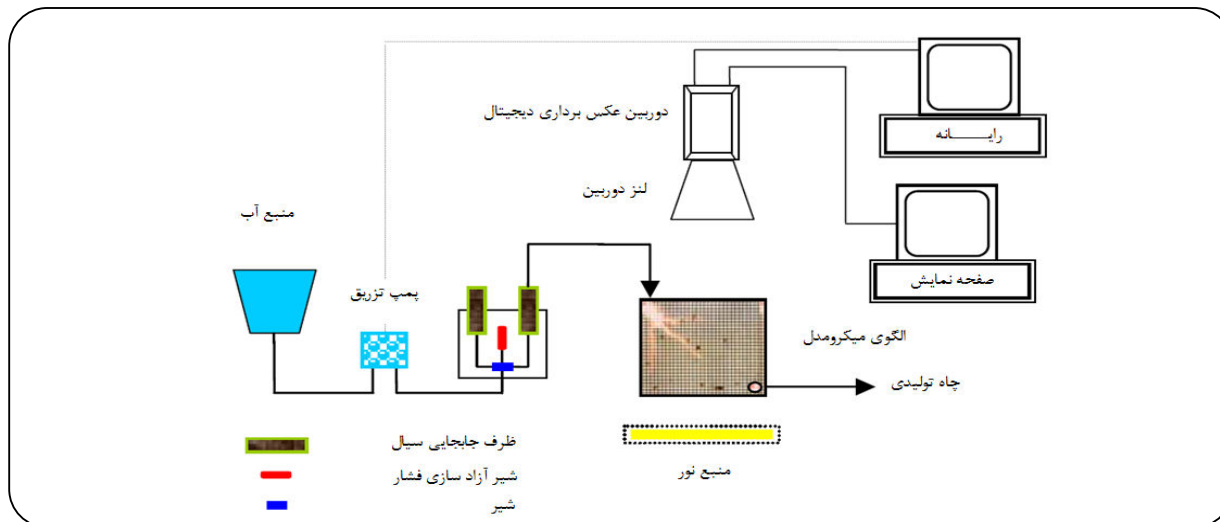 دوربین عکس برداری دیجیتال
رایـــــــانه
لنز دوربین
منبع آب
صفحه نمایش
پمپ تزریق
الگوی میکرومدل
چاه تولیدی
ظرف جابجایی سیال
منبع نور
شیر آزاد سازی فشار
شیر